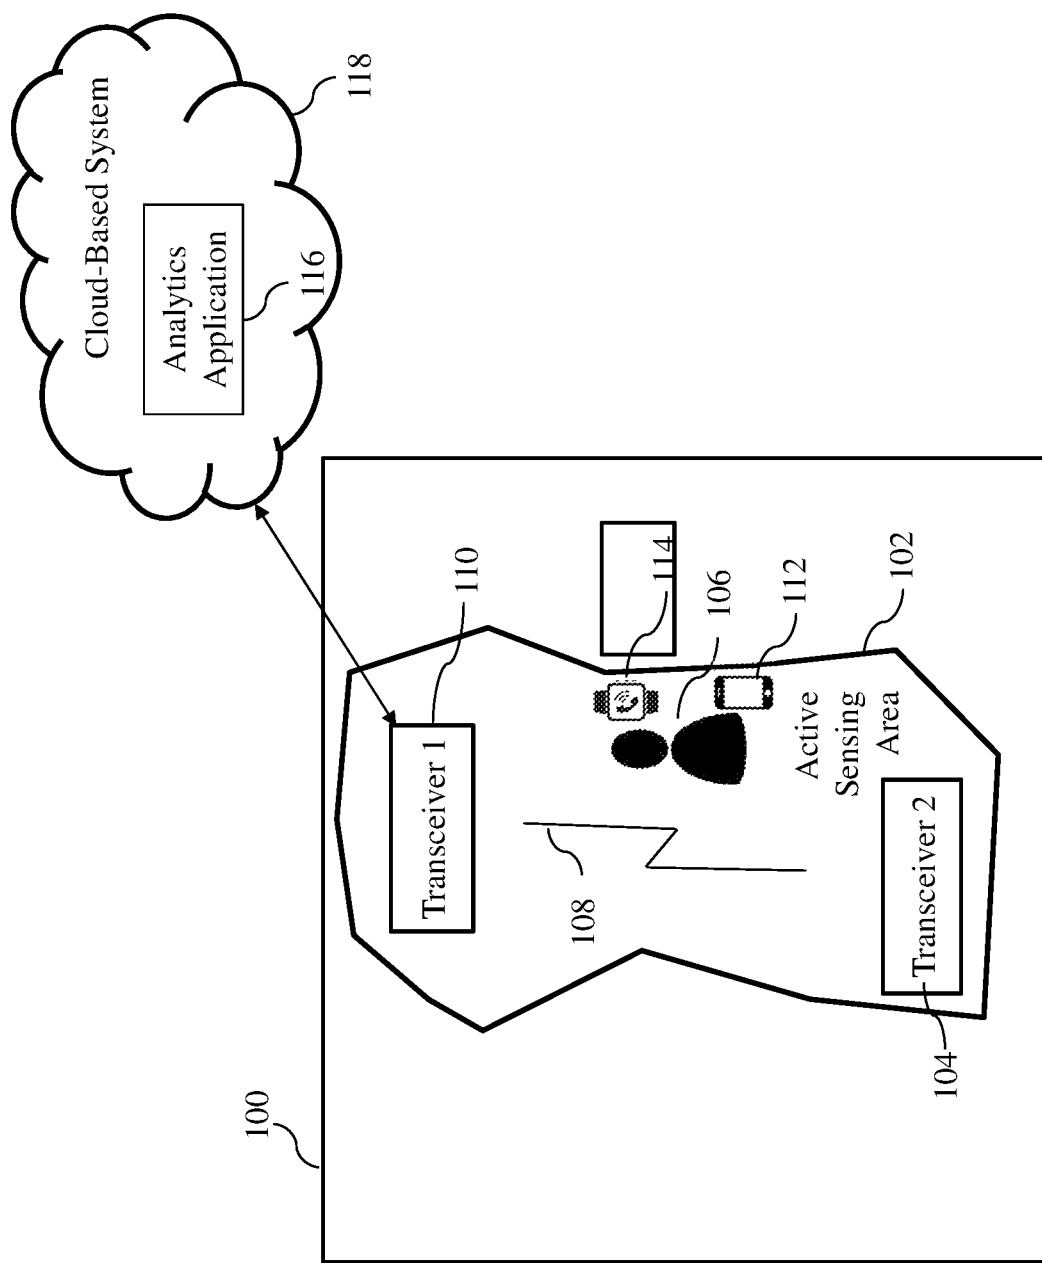 Cloud-Based System
Analytics
Application
116
118
110
Transceiver 1
114
106
112
102
108
Active
Sensing
Area
Transceiver 2
104
100